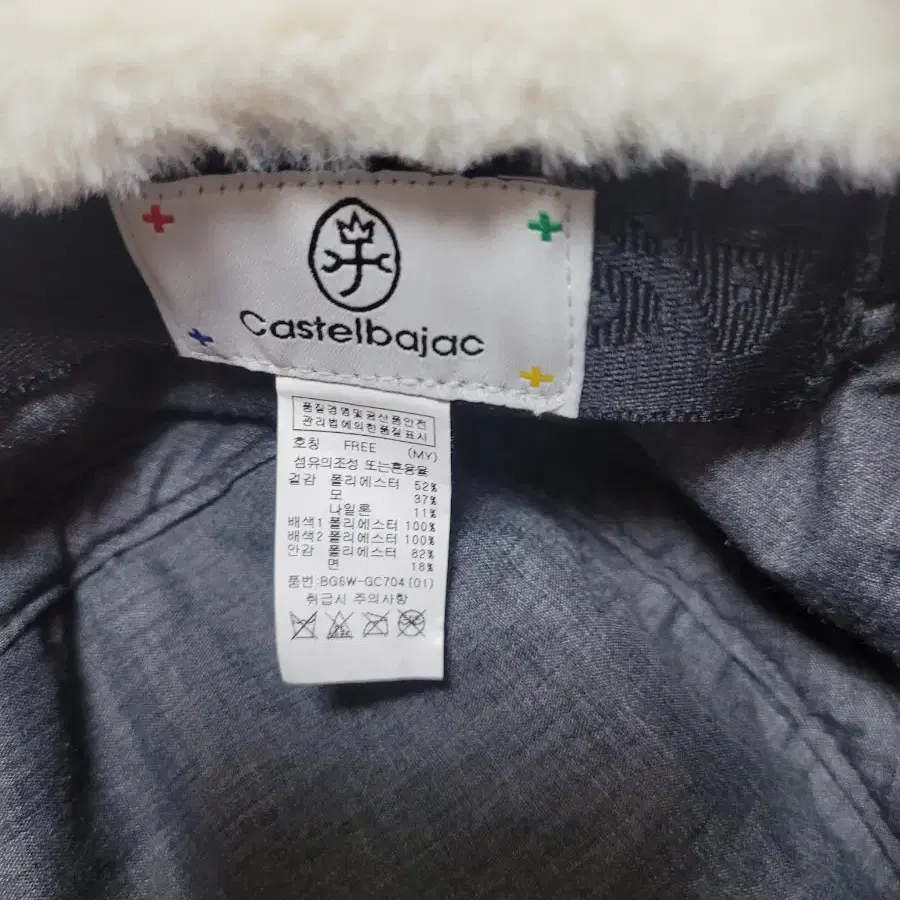 Castelbajac
품질경영및공산품안전
관리법에의한품질표시
호칭 FREE (MY)
섬유의조성 또는혼용율
겉감 폴리에스터 52%
모 37%
나일론 11%
배색1 폴리에스터 100%
배색2 폴리에스터 100%
안감 폴리에스터 82%
면 18%
품번:BG6W-GC704(01)
취급시 주의사항